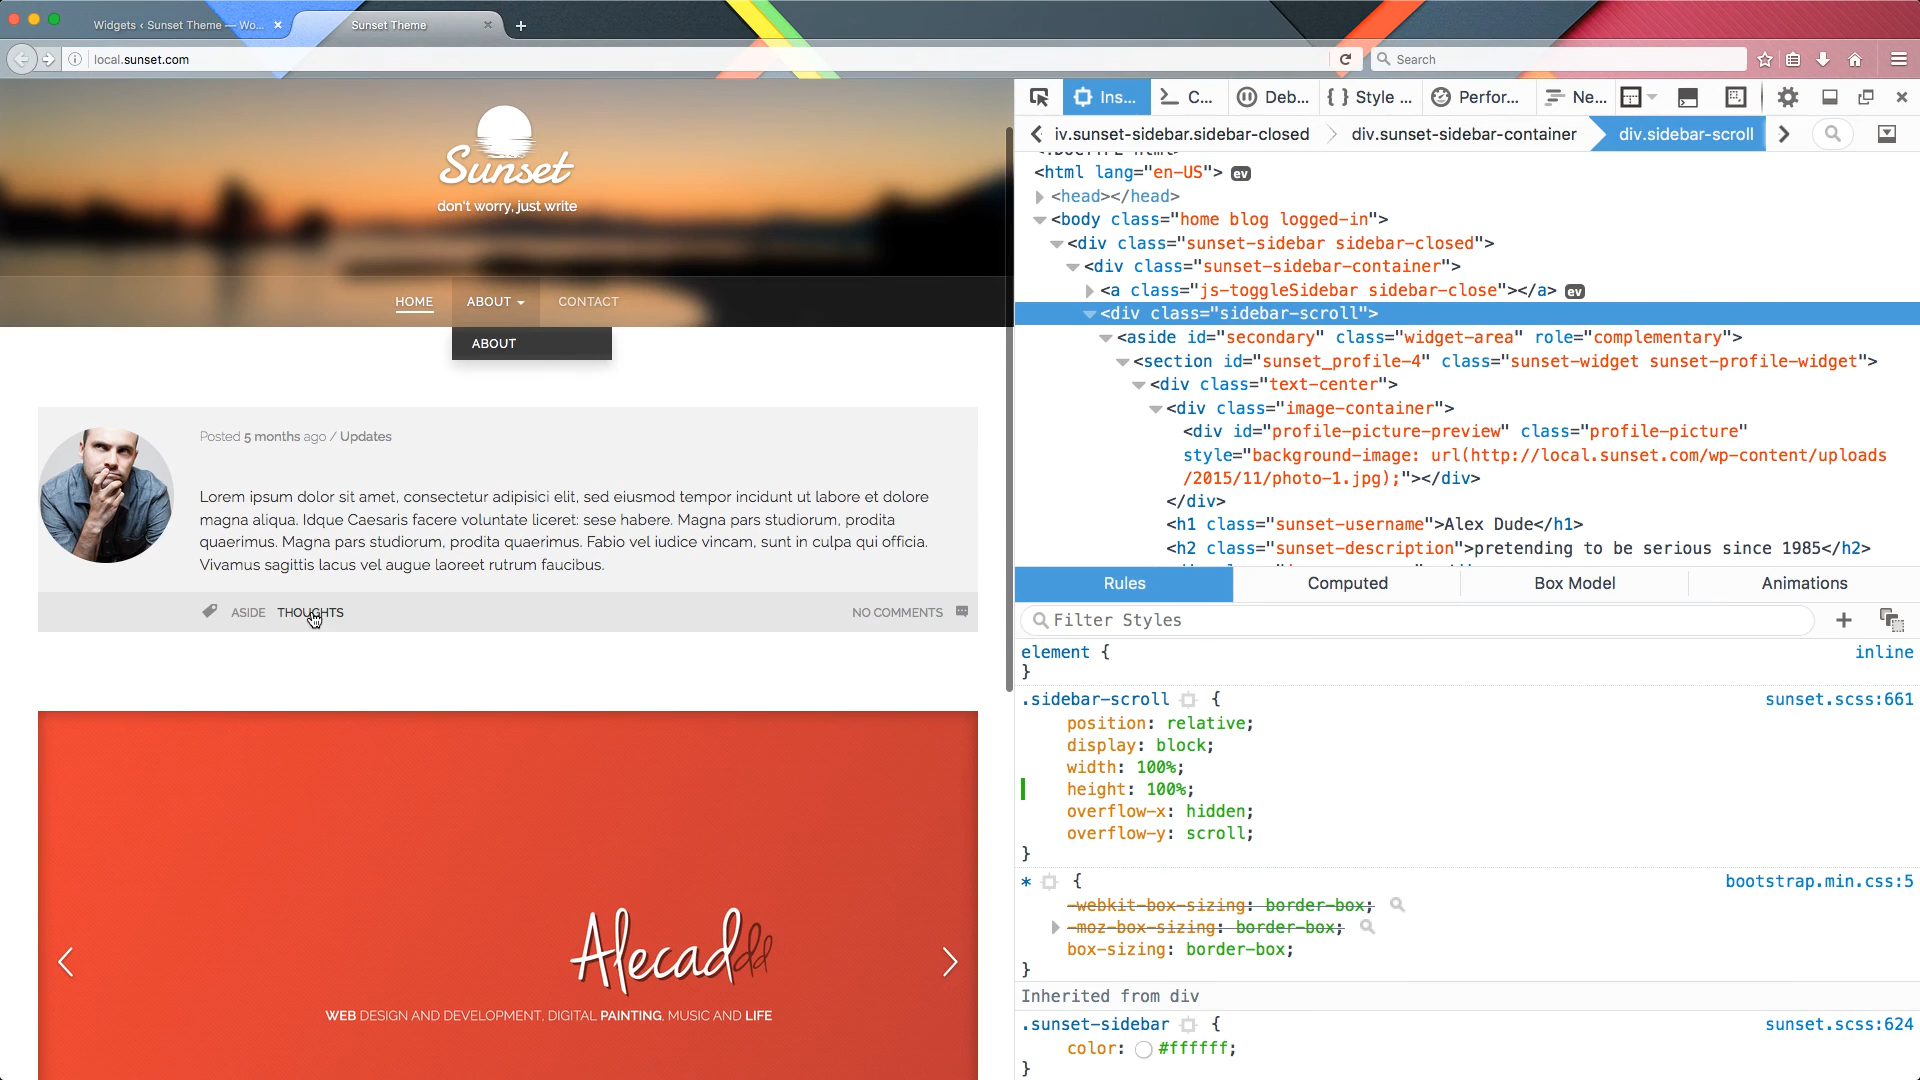 Widgets ‹ Sunset Theme — Wo...
Sunset Theme
local.sunset.com
Search
Sunset
don't worry, just write
HOME
ABOUT
CONTACT
ABOUT
Posted 5 months ago / Updates
Lorem ipsum dolor sit amet, consectetur adipisici elit, sed eiusmod tempor incidunt ut labore et dolore
magna aliqua. Idque Caesaris facere voluntate liceret: sese habere. Magna pars studiorum, prodita
quaerimus. Magna pars studiorum, prodita quaerimus. Fabio vel iudice vincam, sunt in culpa qui officia.
Vivamus sagittis lacus vel augue laoreet rutrum faucibus.
ASIDE THOUGHTS
NO COMMENTS
Alecaddd
WEB DESIGN AND DEVELOPMENT, DIGITAL PAINTING, MUSIC AND LIFE
Ins...
C...
Deb...
{ } Style ...
Perfor...
Ne...
iv.sunset-sidebar.sidebar-closed
div.sunset-sidebar-container
div.sidebar-scroll
<!DOCTYPE html>
<html lang="en-US"> ev
<head></head>
<body class="home blog logged-in">
<div class="sunset-sidebar sidebar-closed">
<div class="sunset-sidebar-container">
<a class="js-toggleSidebar sidebar-close"></a> ev
<div class="sidebar-scroll">
<aside id="secondary" class="widget-area" role="complementary">
<section id="sunset_profile-4" class="sunset-widget sunset-profile-widget">
<div class="text-center">
<div class="image-container">
<div id="profile-picture-preview" class="profile-picture"
style="background-image: url(http://local.sunset.com/wp-content/uploads
/2015/11/photo-1.jpg);"></div>
</div>
<h1 class="sunset-username">Alex Dude</h1>
<h2 class="sunset-description">pretending to be serious since 1985</h2>
Rules
Computed
Box Model
Animations
Filter Styles
element {
inline
}
.sidebar-scroll {
sunset.scss:661
position: relative;
display: block;
width: 100%;
height: 100%;
overflow-x: hidden;
overflow-y: scroll;
}
* {
bootstrap.min.css:5
-webkit-box-sizing: border-box;
-moz-box-sizing: border-box;
box-sizing: border-box;
}
Inherited from div
.sunset-sidebar {
sunset.scss:624
color: #ffffff;
}